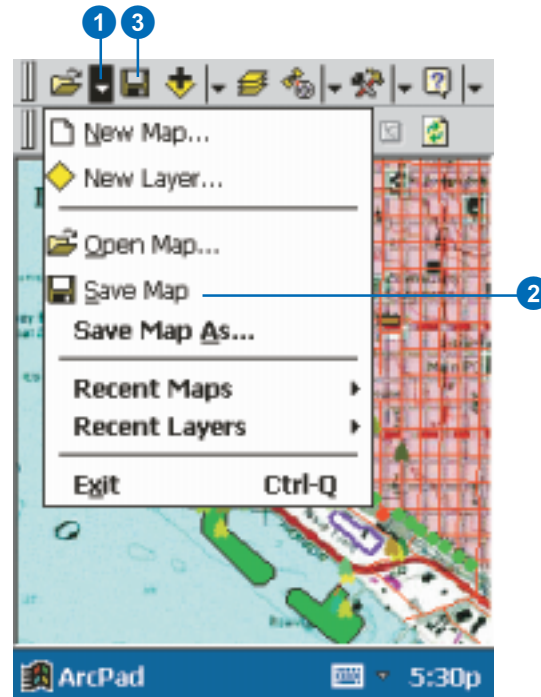 1 3
New Map...
New Layer...
Open Map...
Save Map
2
Save Map As...
Recent Maps
Recent Layers
Exit Ctrl-Q
ArcPad 5:30p